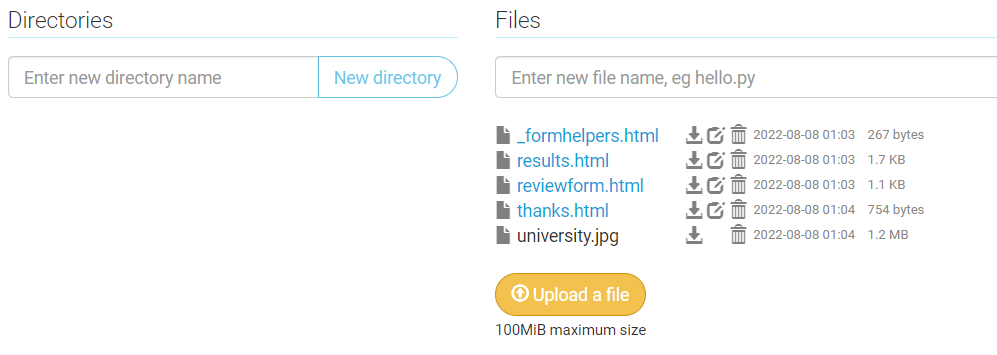 Directories
Enter new directory name New directory
Files
Enter new file name, eg hello.py
_formhelpers.html 2022-08-08 01:03 267 bytes
results.html 2022-08-08 01:03 1.7 KB
reviewform.html 2022-08-08 01:03 1.1 KB
thanks.html 2022-08-08 01:04 754 bytes
university.jpg 2022-08-08 01:04 1.2 MB
Upload a file
100MiB maximum size